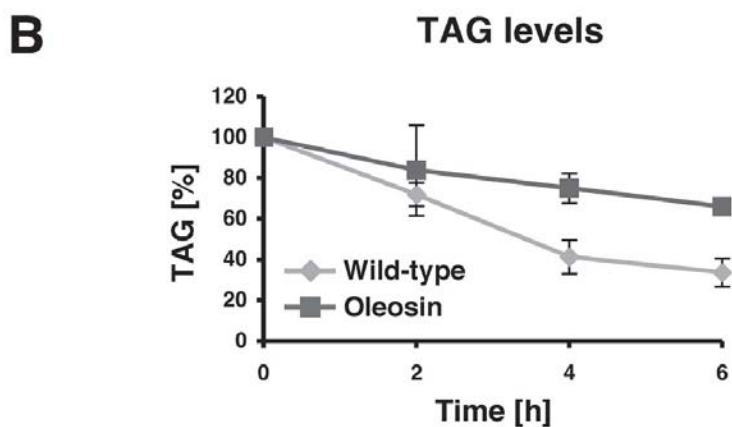 B
TAG levels
120
100
80
60
40
20
0
TAG [%]
Wild-type
Oleosin
0 2 4 6
Time [h]